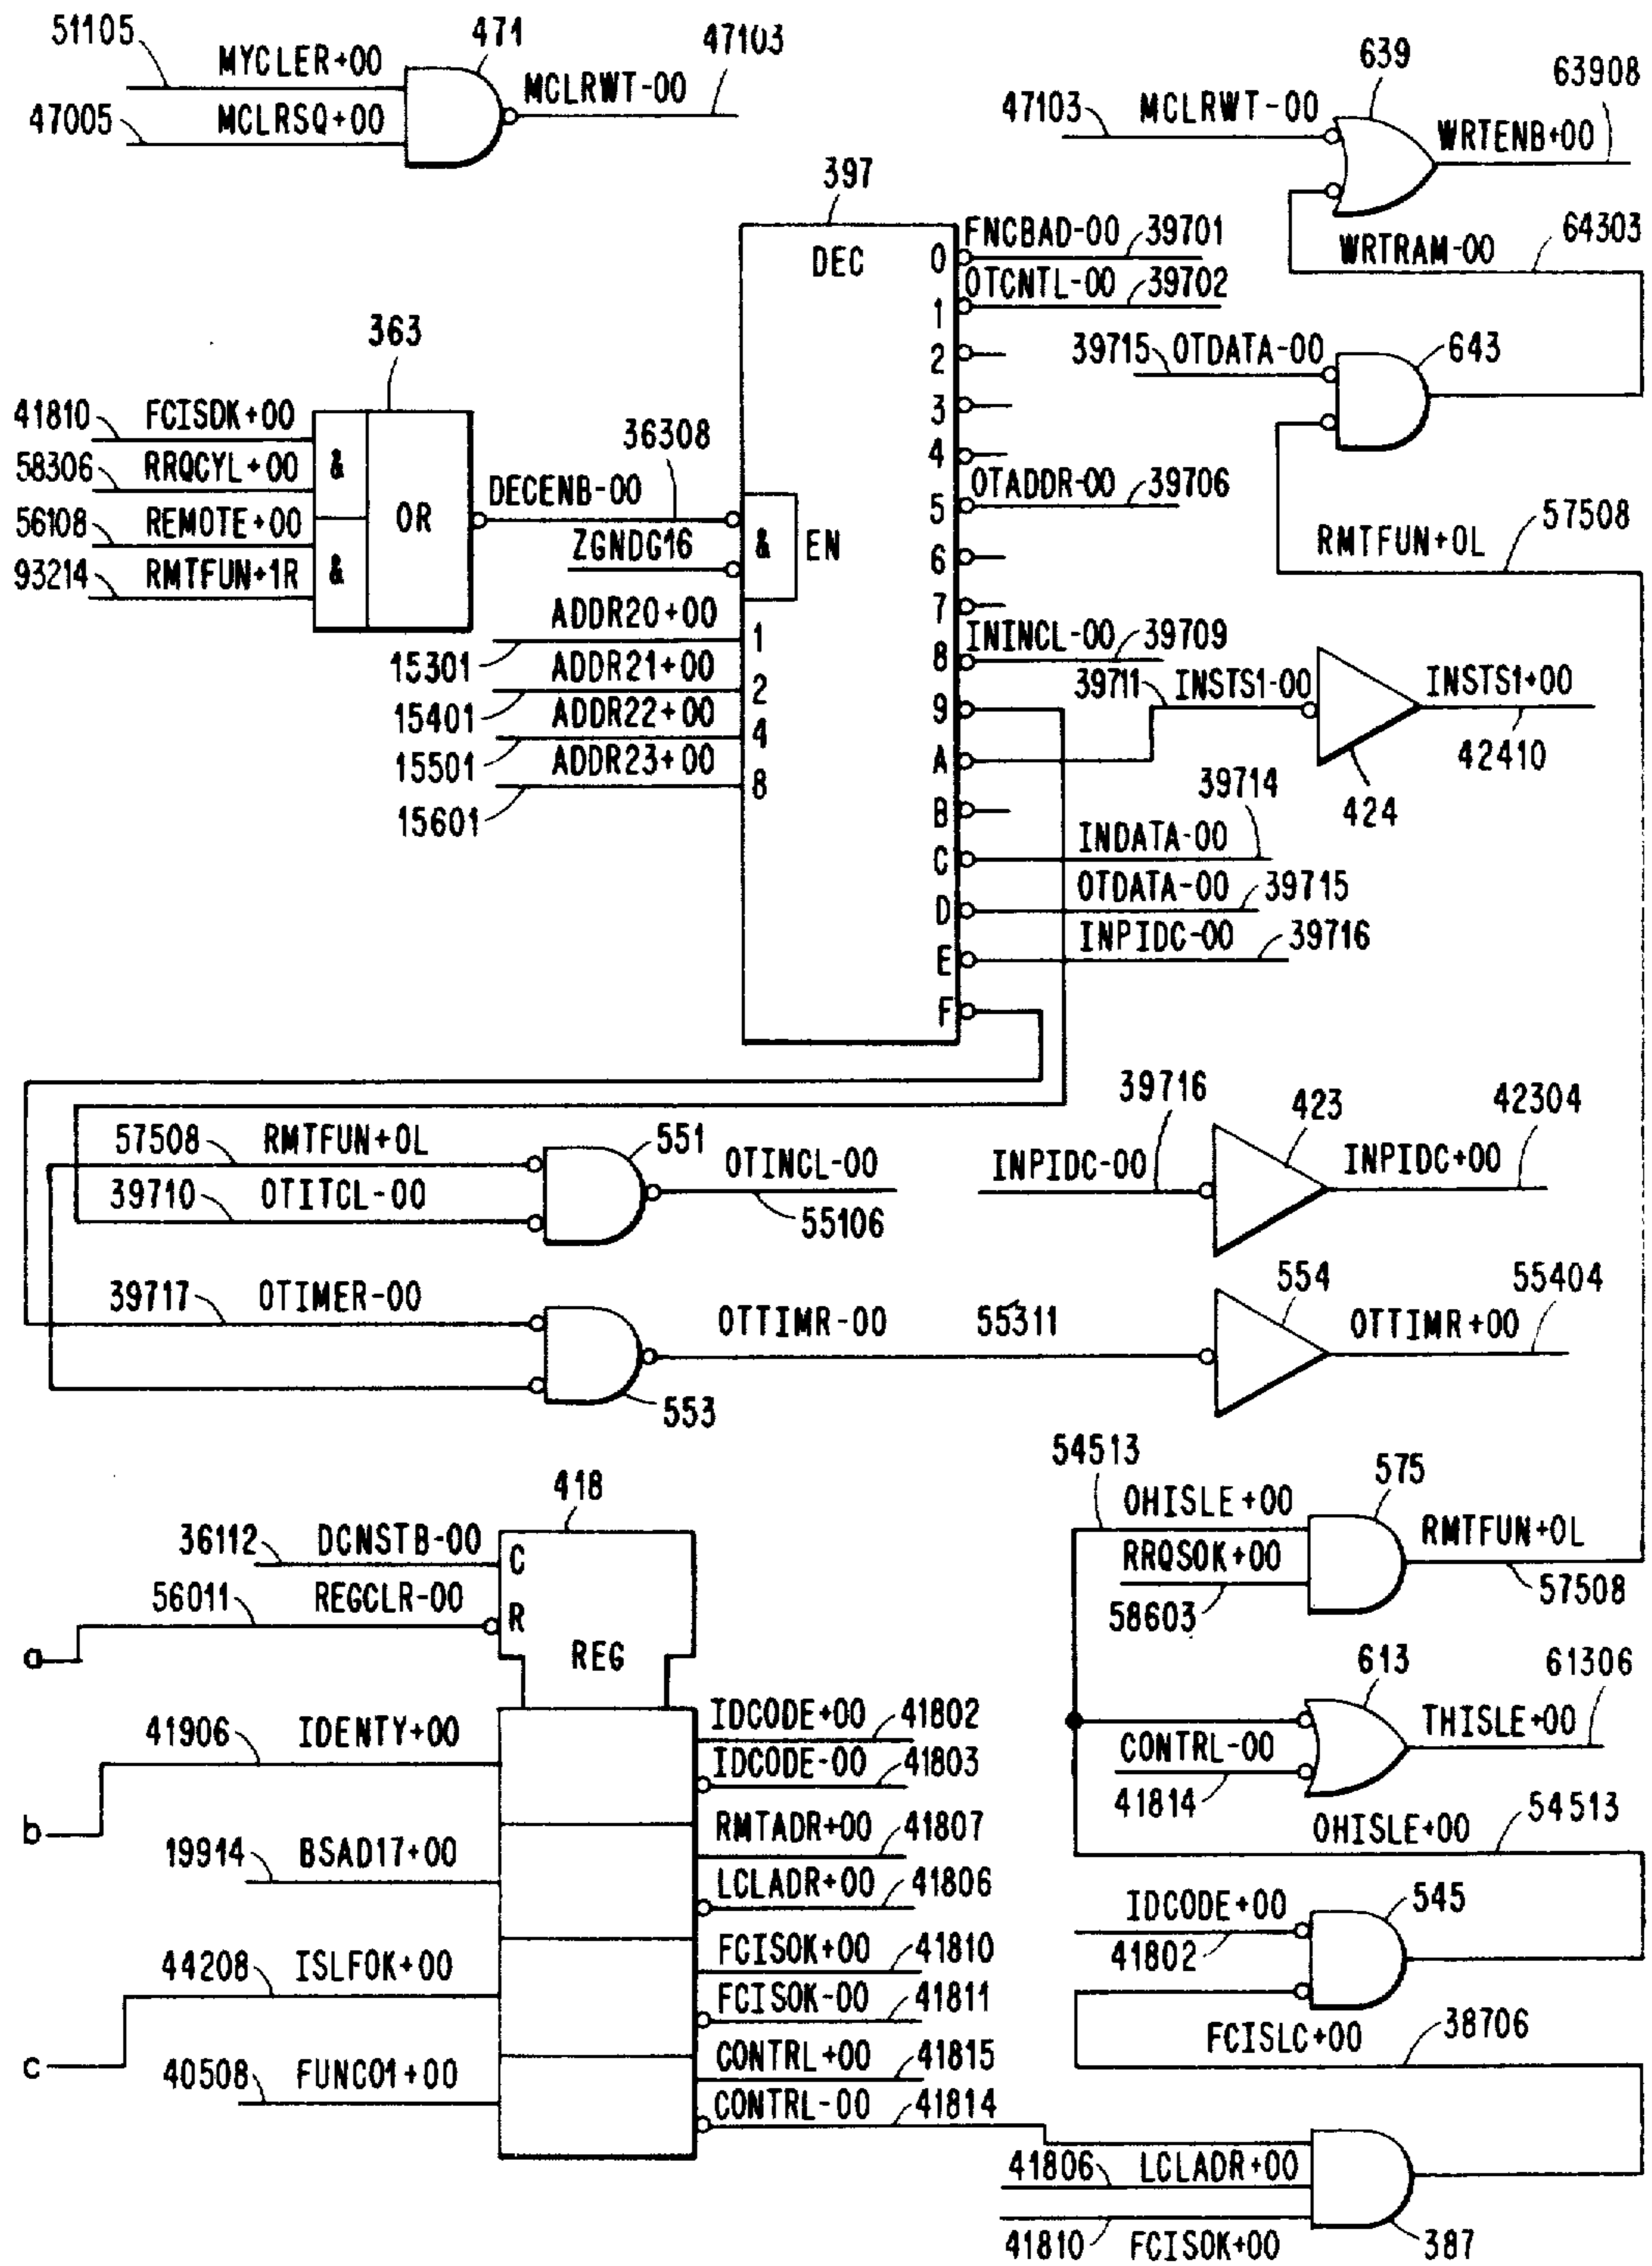 51105
MYCLER+00
471
47103
MCLRWT-00
47005
MCLRSQ+00
639
63908
47103
MCLRWT-00
WRTENB+00
64303
WRTRAM-00
397
DEC
0
FNCBAD-00
39701
1
OTCNTL-00
39702
2
3
4
5
OTADDR-00
39706
6
7
8
ININCL-00
39709
9
A
39711
INSTS1-00
INSTS1+00
42410
424
B
C
INDATA-00
39714
D
OTDATA-00
39715
E
INPIDC-00
39716
F
39715
OTDATA-00
643
RMTFUN+0L
57508
363
41810
FCISDK+00
58306
RRQCYL+00
56108
REMOTE+00
93214
RMTFUN+1R
&
&
OR
DECENB-00
36308
ZGNDG16
&
EN
ADDR20+00
15301
1
ADDR21+00
15401
2
ADDR22+00
15501
4
ADDR23+00
15601
8
57508
RMTFUN+0L
551
OTINCL-00
55106
39710
OTITCL-00
39716
INPIDC-00
423
42304
INPIDC+00
39717
OTIMER-00
553
OTTIMR-00
55311
554
55404
OTTIMR+00
418
36112
DCNSTB-00
C
56011
REGCLR-00
R
REG
a
41906
IDENTY+00
b
19914
BSAD17+00
44208
ISLFOK+00
c
40508
FUNC01+00
IDCODE+00
41802
IDCODE-00
41803
RMTADR+00
41807
LCLADR+00
41806
FCISOK+00
41810
FCISOK-00
41811
CONTRL+00
41815
CONTRL-00
41814
54513
OHISLE+00
575
RRQSOK+00
58603
RMTFUN+0L
57508
613
61306
THISLE+00
CONTRL-00
41814
OHISLE+00
54513
IDCODE+00
41802
545
FCISLC+00
38706
41806
LCLADR+00
41810
FCISOK+00
387